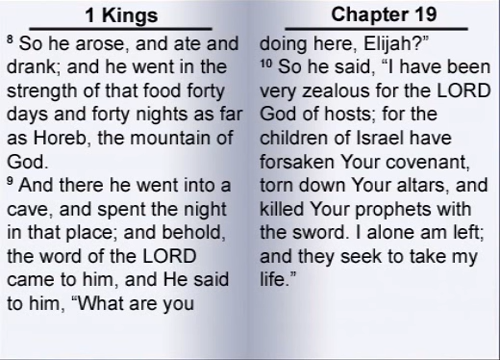 1 Kings
⁸ So he arose, and ate and
drank; and he went in the
strength of that food forty
days and forty nights as far
as Horeb, the mountain of
God.
⁹ And there he went into a
cave, and spent the night
in that place; and behold,
the word of the LORD
came to him, and He said
to him, “What are you
Chapter 19
doing here, Elijah?”
¹⁰ So he said, “I have been
very zealous for the LORD
God of hosts; for the
children of Israel have
forsaken Your covenant,
torn down Your altars, and
killed Your prophets with
the sword. I alone am left;
and they seek to take my
life.”